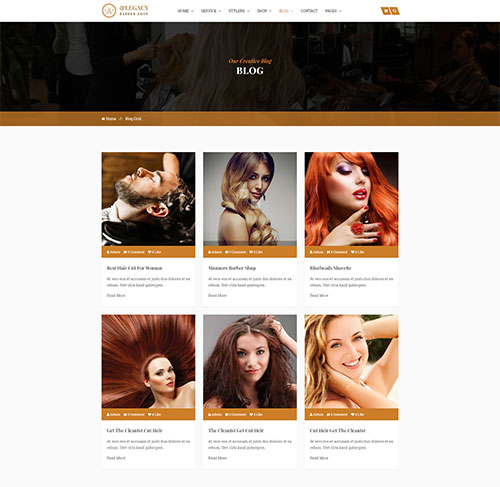 &LEGACY
BARBER SHOP
HOME SERVICE STYLERS SHOP BLOG CONTACT PAGES
Our Creative Blog
BLOG
Home Blog Grid
Admin 0 Comment 0 Like
Admin 0 Comment 0 Like
Admin 0 Comment 0 Like
Best Hair Cut For Woman
At vero eos et accusam et justo duo dolores et ea
rebum. Stet clita kasd gubergren.
Read More
Manners Barber Shop
At vero eos et accusam et justo duo dolores et ea
rebum. Stet clita kasd gubergren.
Read More
Blurbeads Shavette
At vero eos et accusam et justo duo dolores et ea
rebum. Stet clita kasd gubergren.
Read More
Admin 0 Comment 0 Like
Admin 0 Comment 0 Like
Admin 0 Comment 0 Like
Get The Cleanist Cut Hair
At vero eos et accusam et justo duo dolores et ea
rebum. Stet clita kasd gubergren.
Read More
The Cleanist Get Cut Hair
At vero eos et accusam et justo duo dolores et ea
rebum. Stet clita kasd gubergren.
Read More
Cut Hair Get The Cleanist
At vero eos et accusam et justo duo dolores et ea
rebum. Stet clita kasd gubergren.
Read More